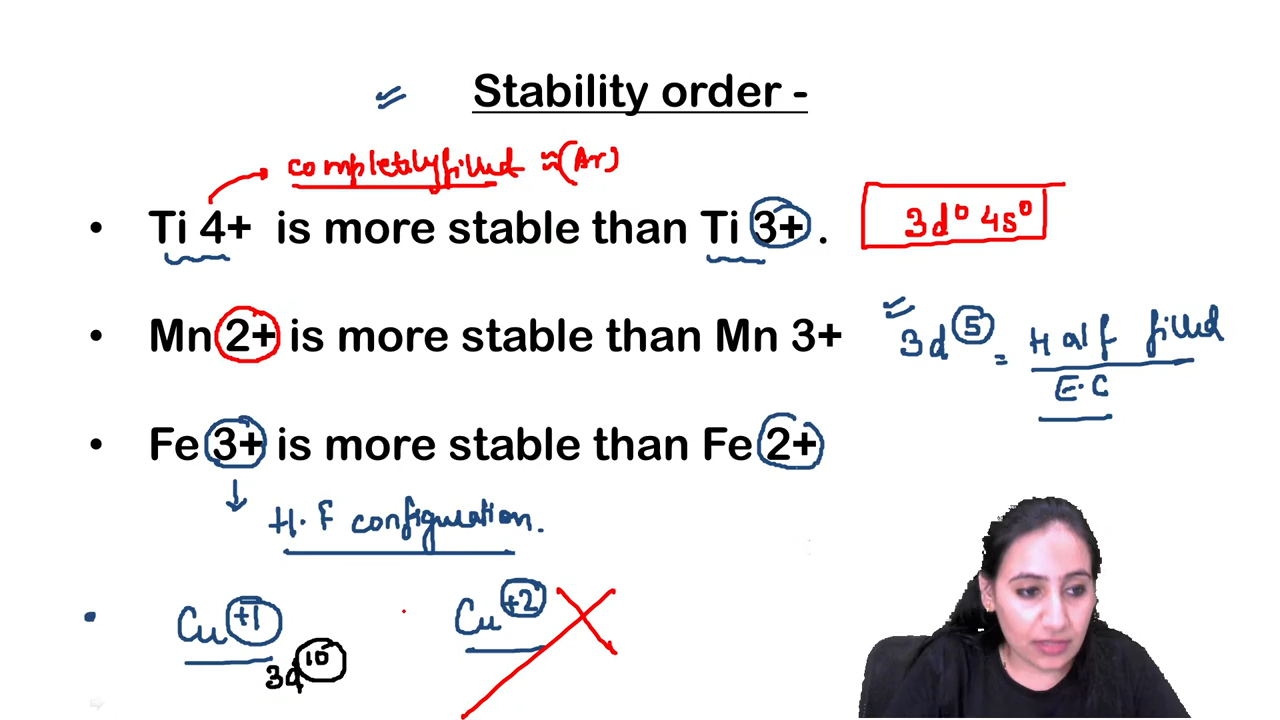 Stability order -
completely filled ≈(Ar)
• Ti 4+ is more stable than Ti 3+ .
3d⁰ 4s⁰
• Mn 2+ is more stable than Mn 3+
3d⁵ = Half filled
E.C
• Fe 3+ is more stable than Fe 2+
H.F configuration.
• Cu⁺¹ Cu⁺²
3d¹⁰